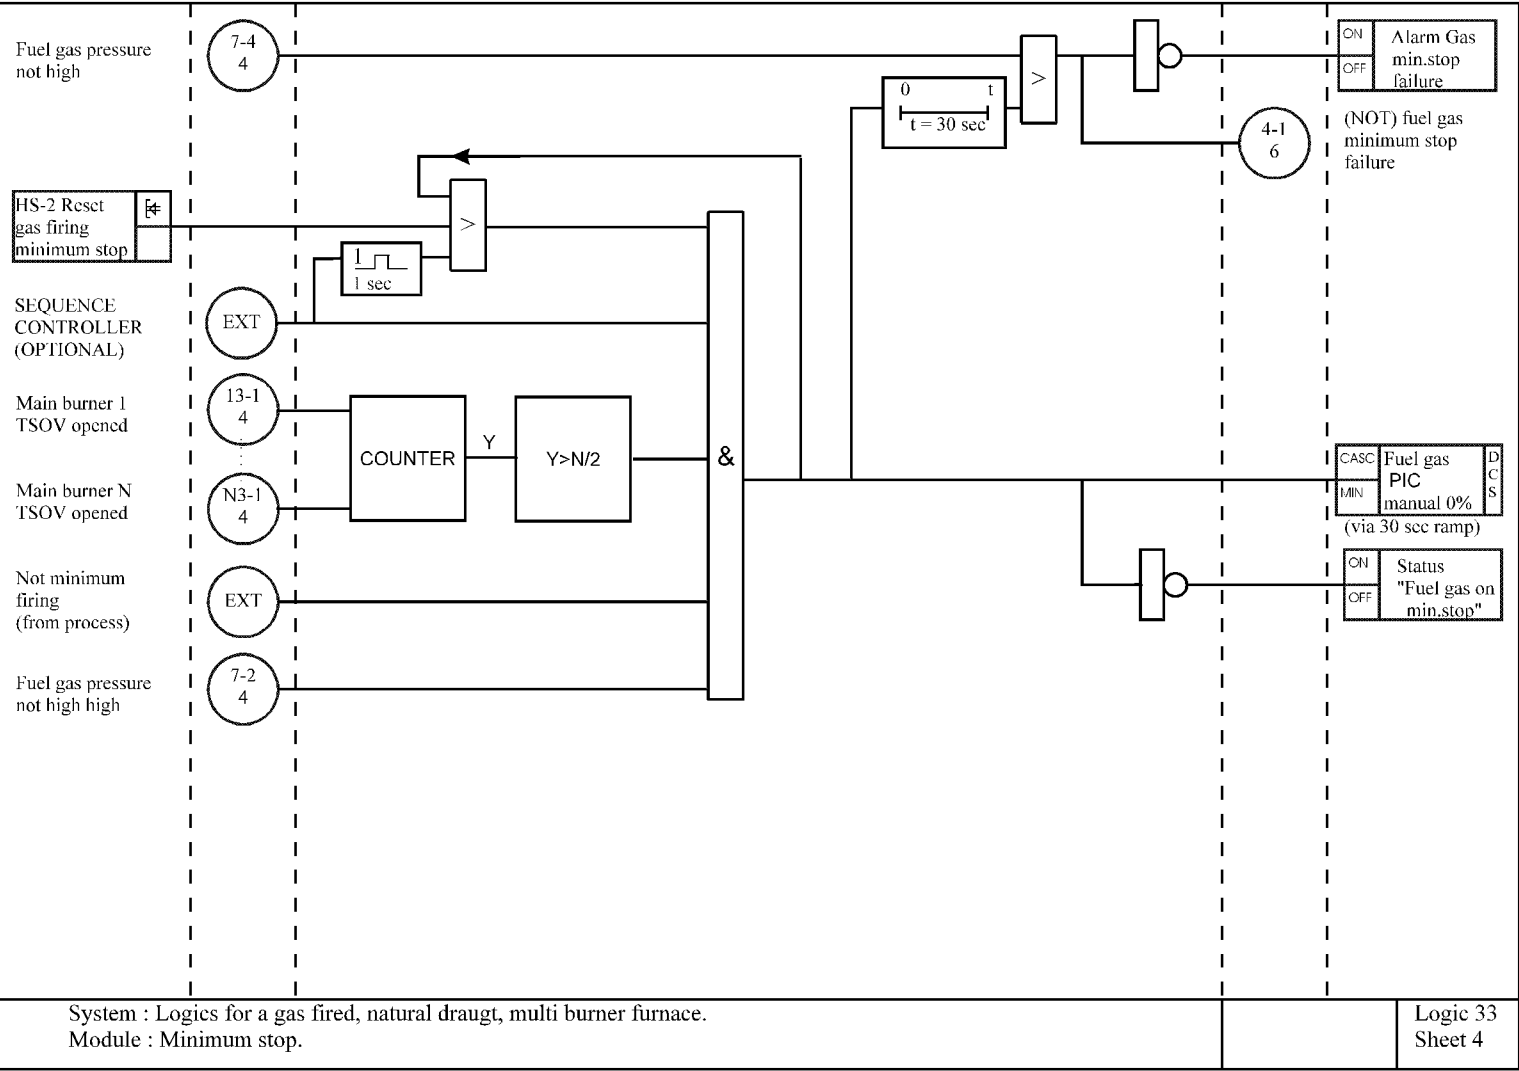 Fuel gas pressure
not high
7-4
4
>
0 t
t = 30 sec
ON
OFF
Alarm Gas
min.stop
failure
4-1
6
(NOT) fuel gas
minimum stop
failure
HS-2 Reset
gas firing
minimum stop
>
1
1 sec
SEQUENCE
CONTROLLER
(OPTIONAL)
EXT
Main burner 1
TSOV opened
13-1
4
COUNTER
Y
Y>N/2
&
Main burner N
TSOV opened
N3-1
4
CASC
MIN
Fuel gas
PIC
manual 0%
DCS
(via 30 sec ramp)
Not minimum
firing
(from process)
EXT
ON
OFF
Status
"Fuel gas on
min.stop"
Fuel gas pressure
not high high
7-2
4
System : Logics for a gas fired, natural draugt, multi burner furnace.
Module : Minimum stop.
Logic 33
Sheet 4